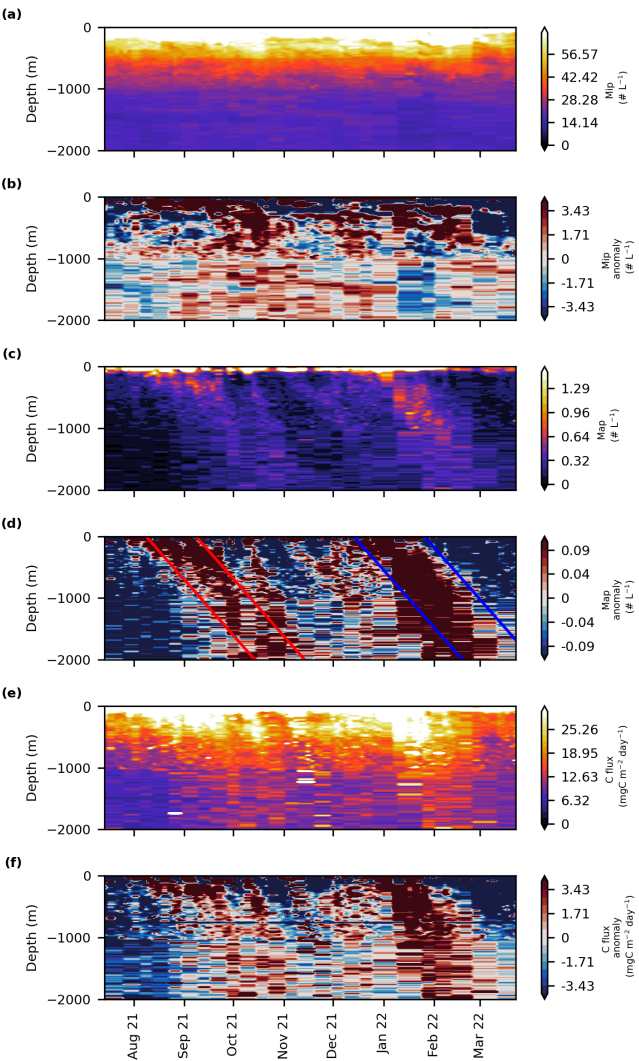 (a)
0
−1000
−2000
Depth (m)
56.57
42.42
28.28
14.14
0
Mip
(# L⁻¹)
(b)
0
−1000
−2000
Depth (m)
3.43
1.71
0
-1.71
-3.43
Mip
anomaly
(# L⁻¹)
(c)
0
−1000
−2000
Depth (m)
1.29
0.96
0.64
0.32
0
Map
(# L⁻¹)
(d)
0
−1000
−2000
Depth (m)
0.09
0.04
0
-0.04
-0.09
Map
anomaly
(# L⁻¹)
(e)
0
−1000
−2000
Depth (m)
25.26
18.95
12.63
6.32
0
C flux
(mgC m⁻² day⁻¹)
(f)
0
−1000
−2000
Depth (m)
3.43
1.71
0
-1.71
-3.43
C flux
anomaly
(mgC m⁻² day⁻¹)
Aug 21
Sep 21
Oct 21
Nov 21
Dec 21
Jan 22
Feb 22
Mar 22